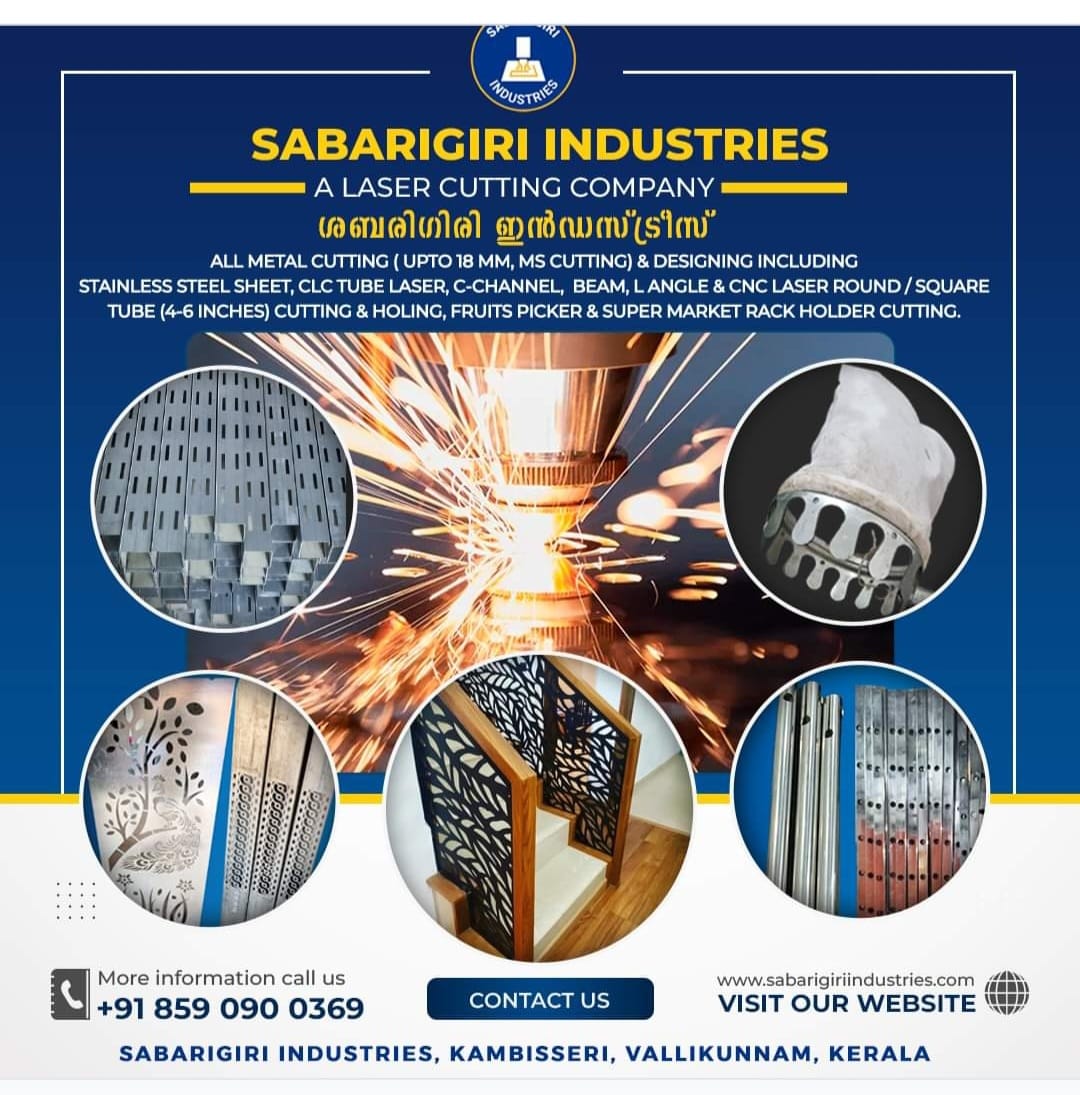 INDUSTRIES
SABARIGIRI INDUSTRIES
A LASER CUTTING COMPANY
ശബരിഗിരി ഇൻഡസ്ട്രീസ്
ALL METAL CUTTING ( UPTO 18 MM, MS CUTTING) & DESIGNING INCLUDING
STAINLESS STEEL SHEET, CLC TUBE LASER, C-CHANNEL, BEAM, L ANGLE & CNC LASER ROUND / SQUARE
TUBE (4-6 INCHES) CUTTING & HOLING, FRUITS PICKER & SUPER MARKET RACK HOLDER CUTTING.
More information call us
+91 859 090 0369
CONTACT US
www.sabarigiriindustries.com
VISIT OUR WEBSITE
SABARIGIRI INDUSTRIES, KAMBISSERI, VALLIKUNNAM, KERALA